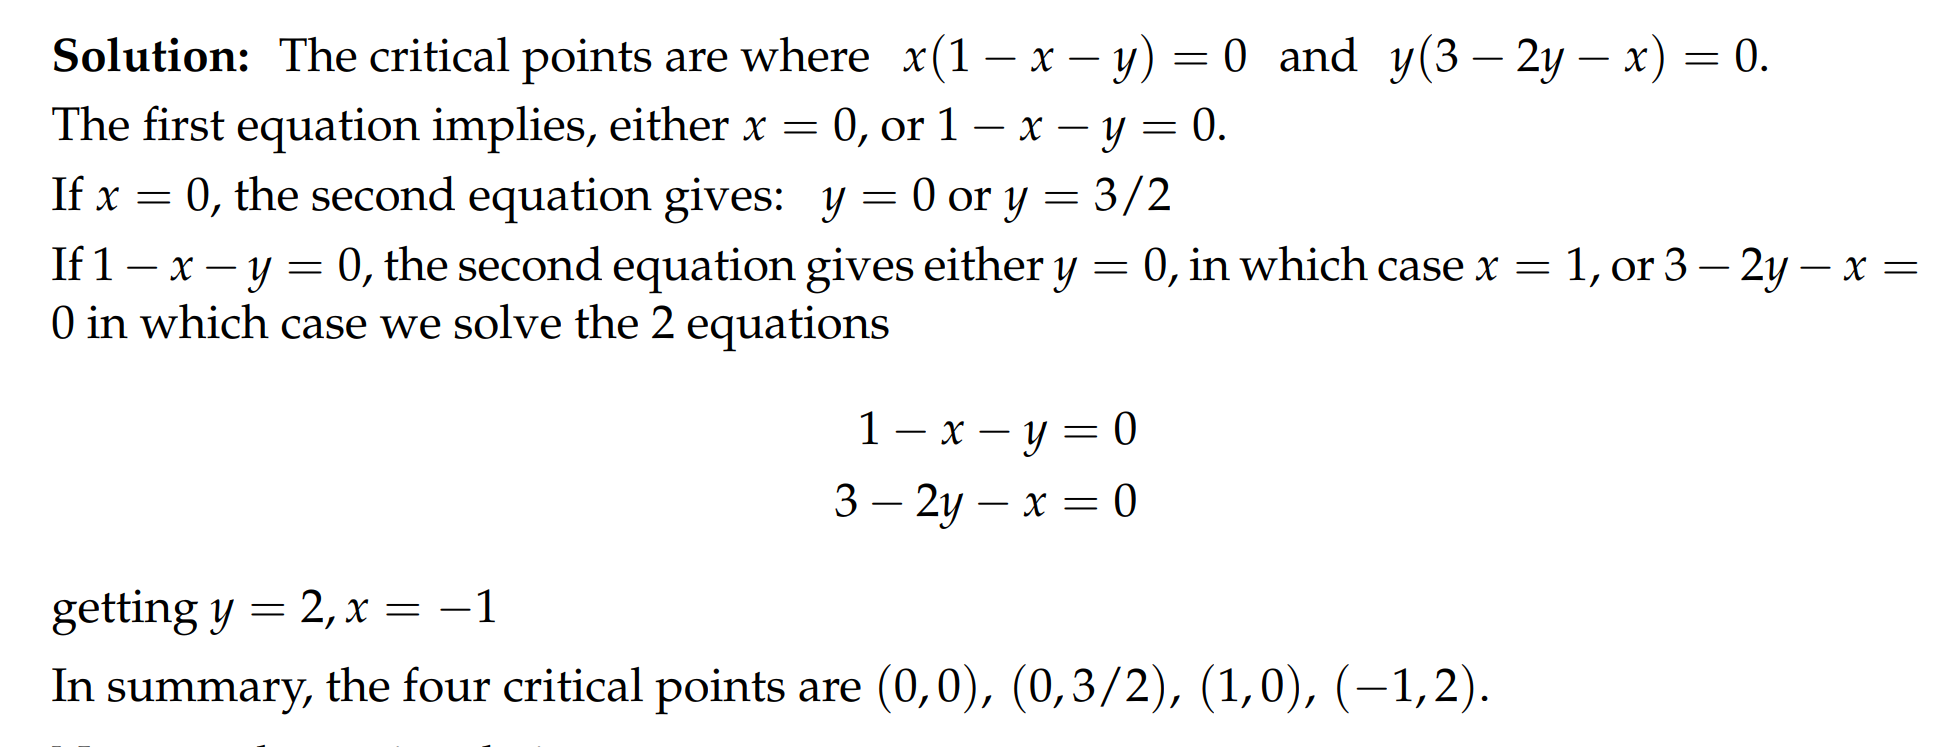 Solution: The critical points are where x(1 − x − y) = 0 and y(3 − 2y − x) = 0.
The first equation implies, either x = 0, or 1 − x − y = 0.
If x = 0, the second equation gives: y = 0 or y = 3/2
If 1 − x − y = 0, the second equation gives either y = 0, in which case x = 1, or 3 − 2y − x =
0 in which case we solve the 2 equations
1 − x − y = 0
3 − 2y − x = 0
getting y = 2, x = −1
In summary, the four critical points are (0, 0), (0, 3/2), (1, 0), (−1, 2).